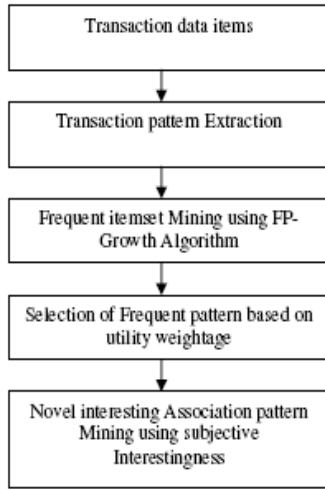 Transaction data items
Transaction pattern Extraction
Frequent itemset Mining using FP-
Growth Algorithm
Selection of Frequent pattern based on
utility weightage
Novel interesting Association pattern
Mining using subjective
Interestingness